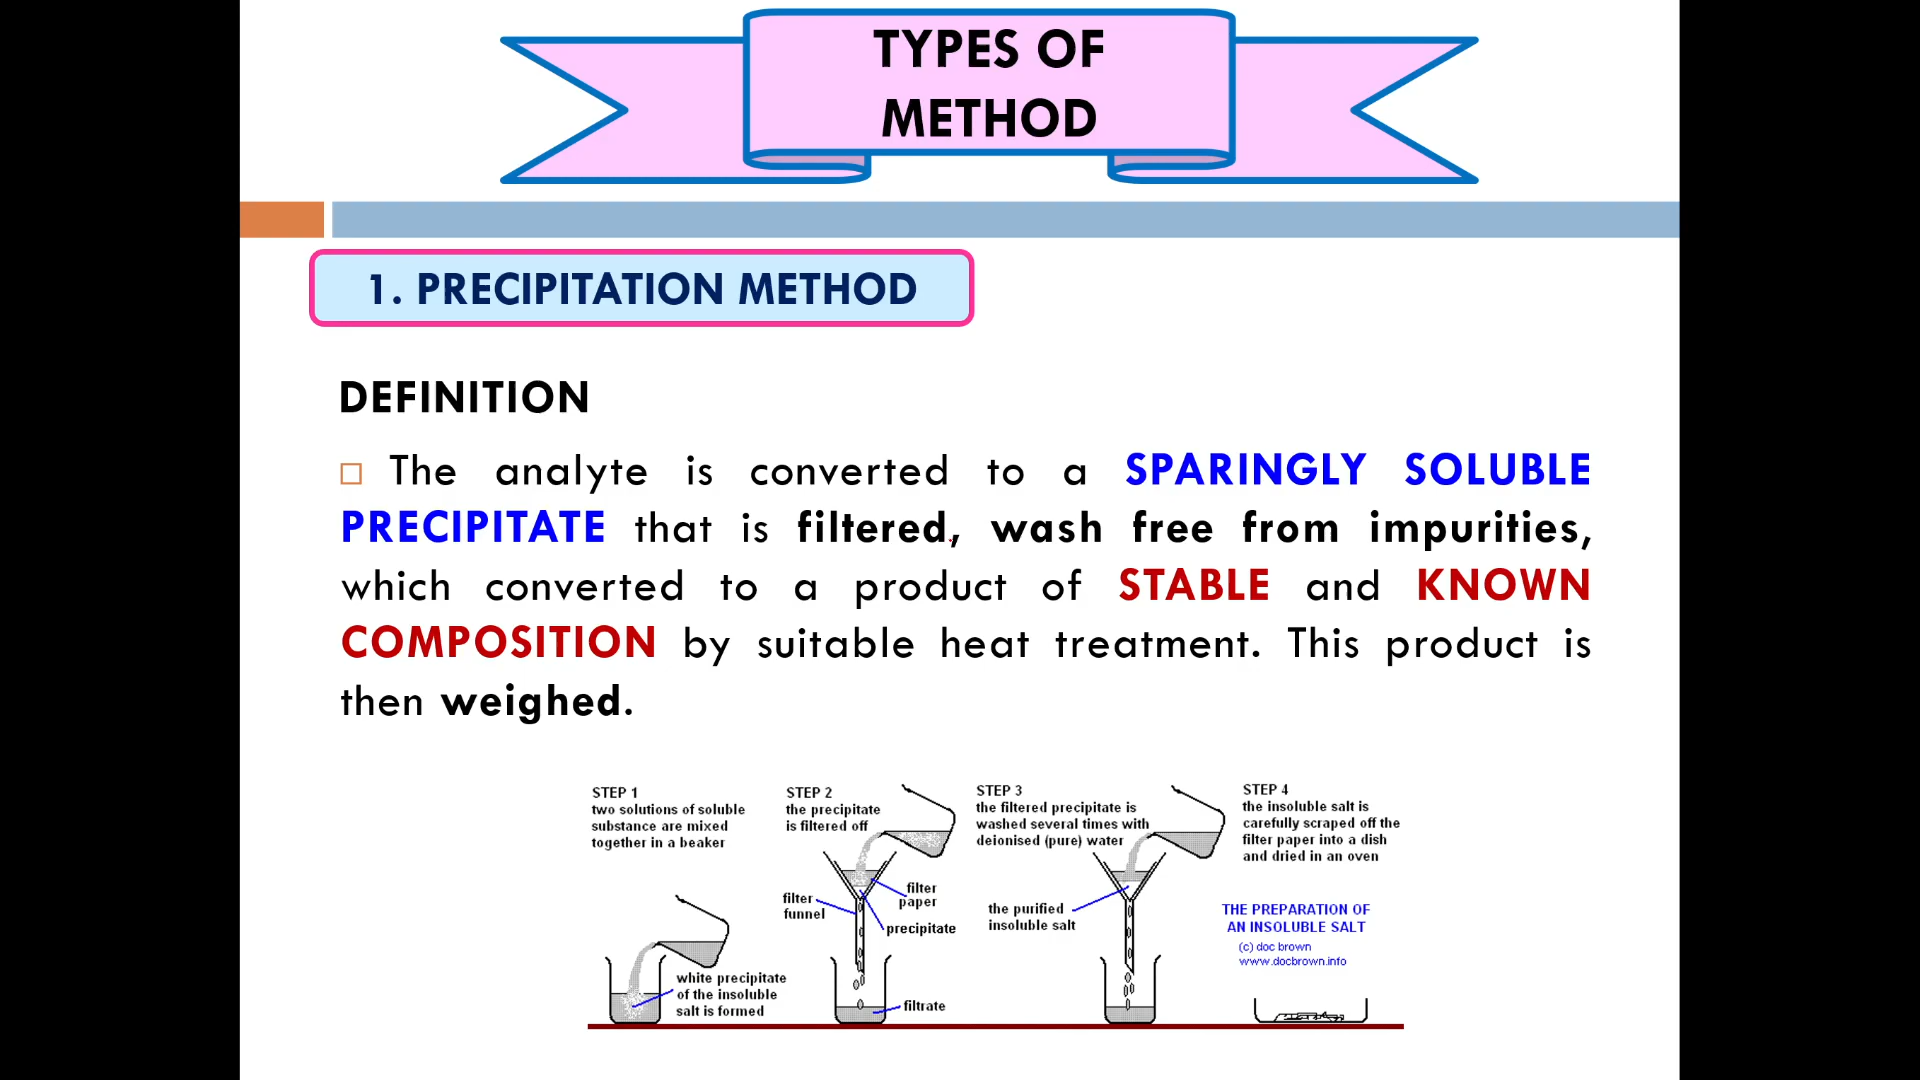 TYPES OF
METHOD
1. PRECIPITATION METHOD
DEFINITION
The analyte is converted to a SPARINGLY SOLUBLE
PRECIPITATE that is filtered, wash free from impurities,
which converted to a product of STABLE and KNOWN
COMPOSITION by suitable heat treatment. This product is
then weighed.
STEP 1
two solutions of soluble
substance are mixed
together in a beaker
white precipitate
of the insoluble
salt is formed
STEP 2
the precipitate
is filtered off
filter
funnel
filter
paper
precipitate
filtrate
STEP 3
the filtered precipitate is
washed several times with
deionised (pure) water
the purified
insoluble salt
STEP 4
the insoluble salt is
carefully scraped off the
filter paper into a dish
and dried in an oven
THE PREPARATION OF
AN INSOLUBLE SALT
(c) doc brown
www.docbrown.info